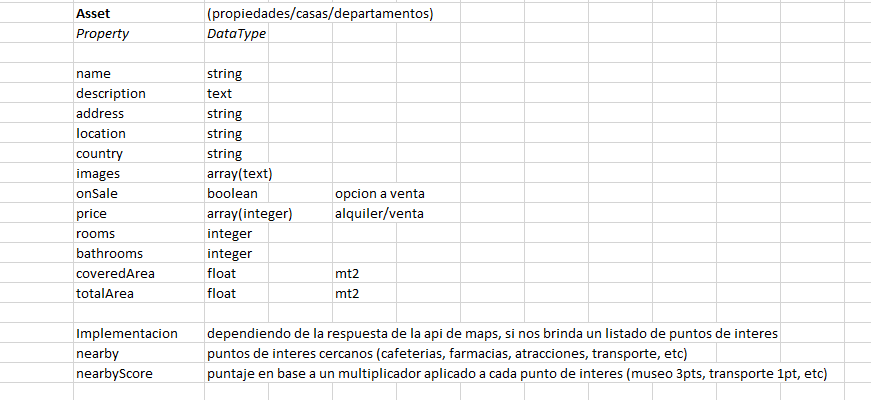 Asset (propiedades/casas/departamentos)
Property DataType
name string
description text
address string
location string
country string
images array(text)
onSale boolean opcion a venta
price array(integer) alquiler/venta
rooms integer
bathrooms integer
coveredArea float mt2
totalArea float mt2
Implementacion dependiendo de la respuesta de la api de maps, si nos brinda un listado de puntos de interes
nearby puntos de interes cercanos (cafeterias, farmacias, atracciones, transporte, etc)
nearbyScore puntaje en base a un multiplicador aplicado a cada punto de interes (museo 3pts, transporte 1pt, etc)